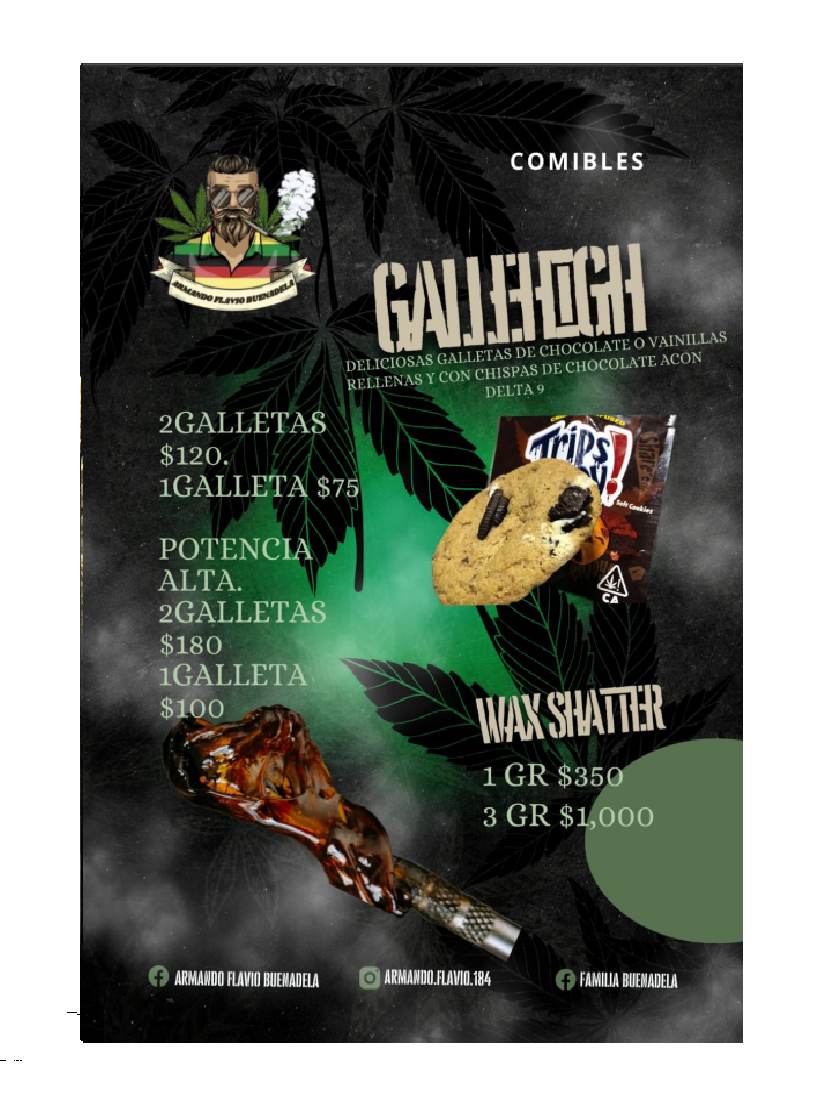 COMIBLES
ARMANDO FLAVIO BUENADELA
GALLEHIGH
DELICIOSAS GALLETAS DE CHOCOLATE O VAINILLAS
RELLENAS Y CON CHISPAS DE CHOCOLATE ACON
DELTA 9
2GALLETAS
$120.
1GALLETA $75
POTENCIA
ALTA.
2GALLETAS
$180
1GALLETA
$100
Trips
!
Soft Cookies
CA
WAX SHATTER
1 GR $350
3 GR $1,000
ARMANDO FLAVIO BUENADELA
ARMANDO.FLAVIO.184
FAMILIA BUENADELA